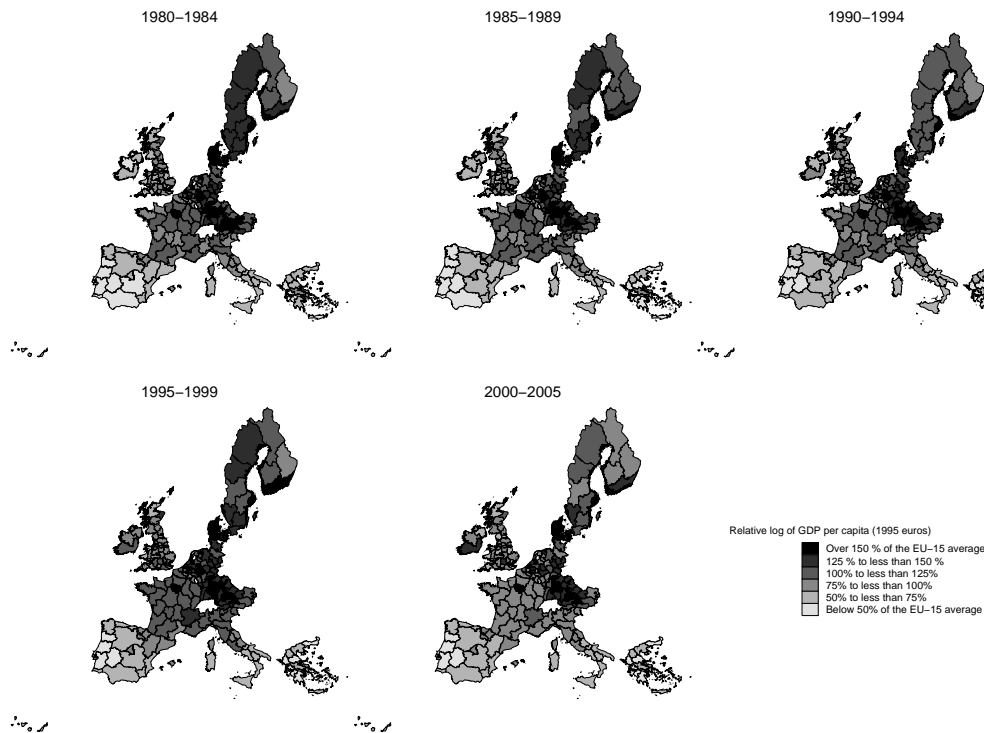 1980−1984
1985−1989
1990−1994
1995−1999
2000−2005
Relative log of GDP per capita (1995 euros)
Over 150 % of the EU−15 average
125 % to less than 150 %
100% to less than 125%
75% to less than 100%
50% to less than 75%
Below 50% of the EU−15 average